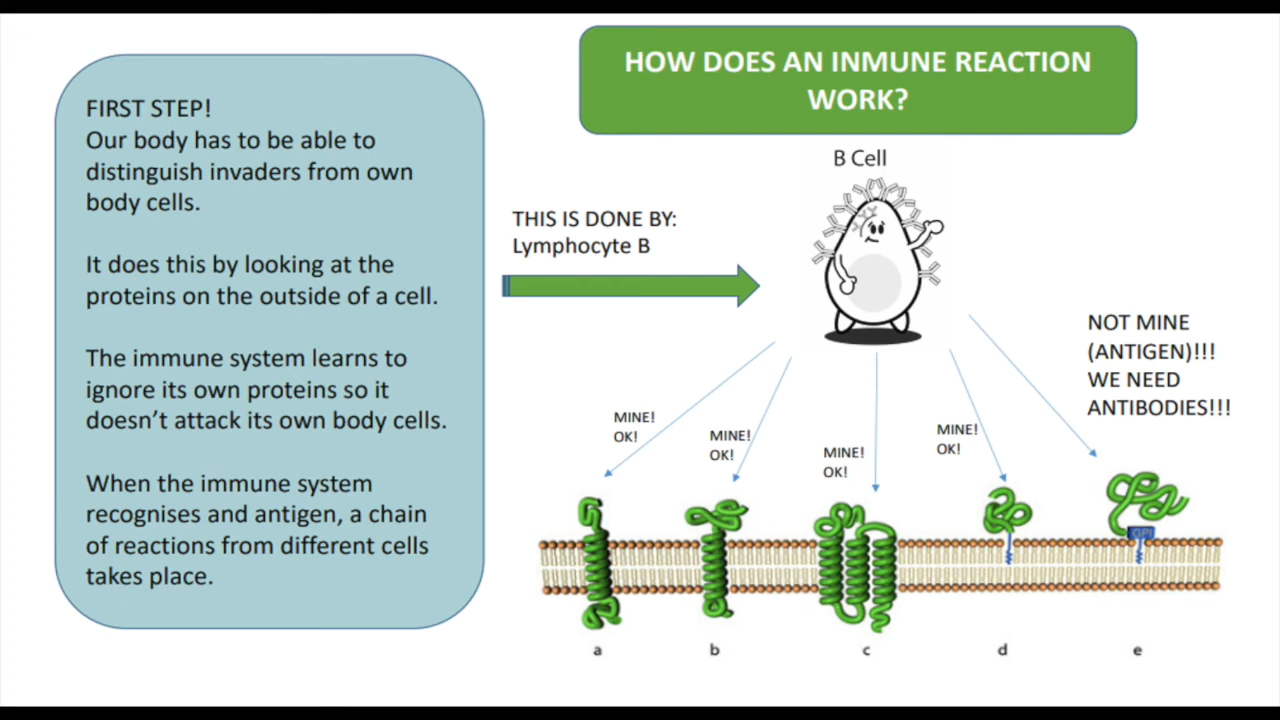 HOW DOES AN INMUNE REACTION
WORK?
FIRST STEP!
Our body has to be able to
distinguish invaders from own
body cells.
It does this by looking at the
proteins on the outside of a cell.
The immune system learns to
ignore its own proteins so it
doesn't attack its own body cells.
When the immune system
recognises and antigen, a chain
of reactions from different cells
takes place.
THIS IS DONE BY:
Lymphocyte B
B Cell
NOT MINE
(ANTIGEN)!!!
WE NEED
ANTIBODIES!!!
MINE!
OK!
MINE!
OK!
MINE!
OK!
MINE!
OK!
GPI
a
b
c
d
e